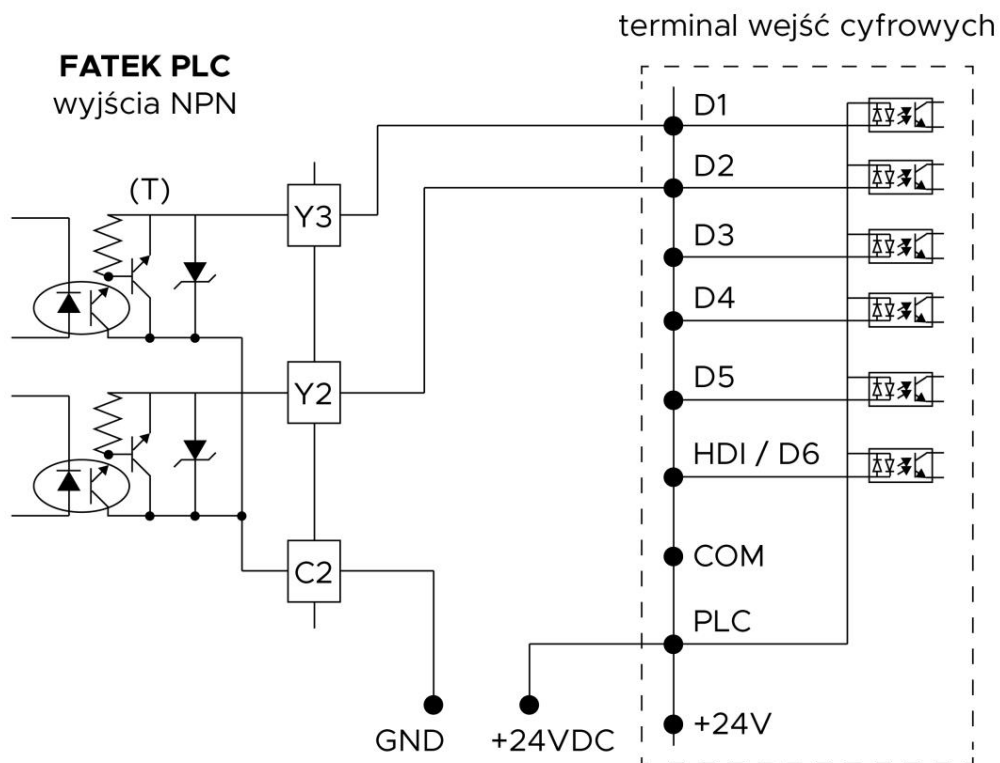 terminal wejść cyfrowych
FATEK PLC
wyjścia NPN
(T)
Y3
Y2
C2
GND
+24VDC
D1
D2
D3
D4
D5
HDI / D6
COM
PLC
+24V